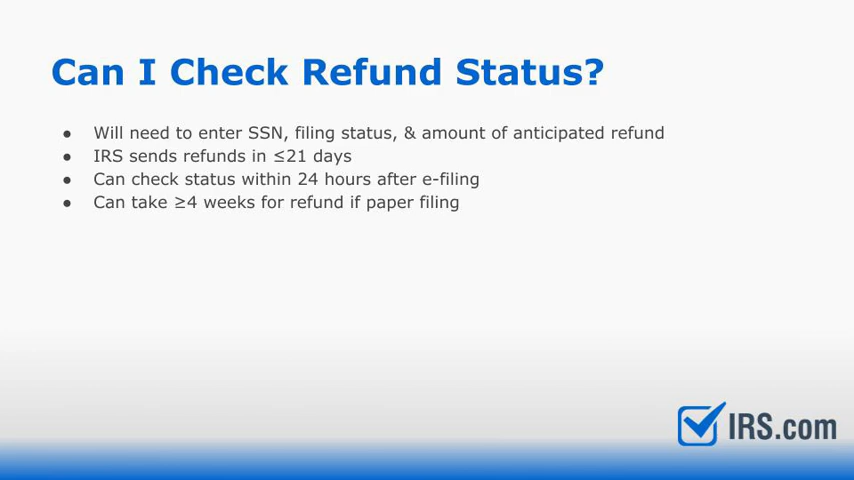 Can I Check Refund Status?
● Will need to enter SSN, filing status, & amount of anticipated refund
● IRS sends refunds in ≤21 days
● Can check status within 24 hours after e-filing
● Can take ≥4 weeks for refund if paper filing
IRS.com